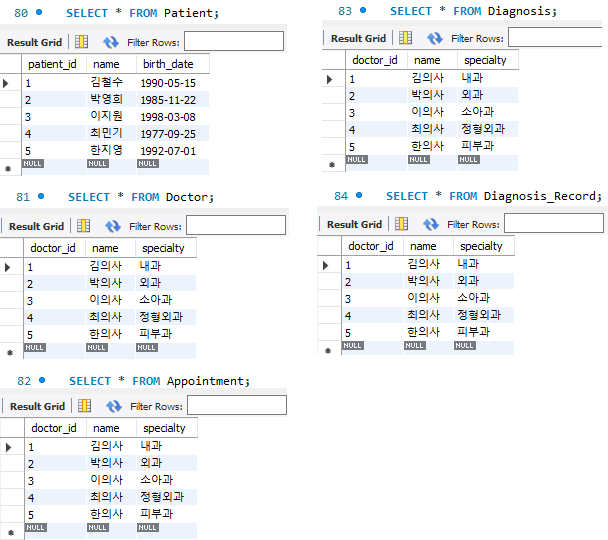 80 SELECT * FROM Patient;
Result Grid Filter Rows:
patient_id name birth_date
1 김철수 1990-05-15
2 박영희 1985-11-22
3 이지원 1998-03-08
4 최민기 1977-09-25
5 한지영 1992-07-01
NULL NULL NULL
81 SELECT * FROM Doctor;
Result Grid Filter Rows:
doctor_id name specialty
1 김의사 내과
2 박의사 외과
3 이의사 소아과
4 최의사 정형외과
5 한의사 피부과
NULL NULL NULL
82 SELECT * FROM Appointment;
Result Grid Filter Rows:
doctor_id name specialty
1 김의사 내과
2 박의사 외과
3 이의사 소아과
4 최의사 정형외과
5 한의사 피부과
NULL NULL NULL
83 SELECT * FROM Diagnosis;
Result Grid Filter Rows:
doctor_id name specialty
1 김의사 내과
2 박의사 외과
3 이의사 소아과
4 최의사 정형외과
5 한의사 피부과
NULL NULL NULL
84 SELECT * FROM Diagnosis_Record;
Result Grid Filter Rows:
doctor_id name specialty
1 김의사 내과
2 박의사 외과
3 이의사 소아과
4 최의사 정형외과
5 한의사 피부과
NULL NULL NULL